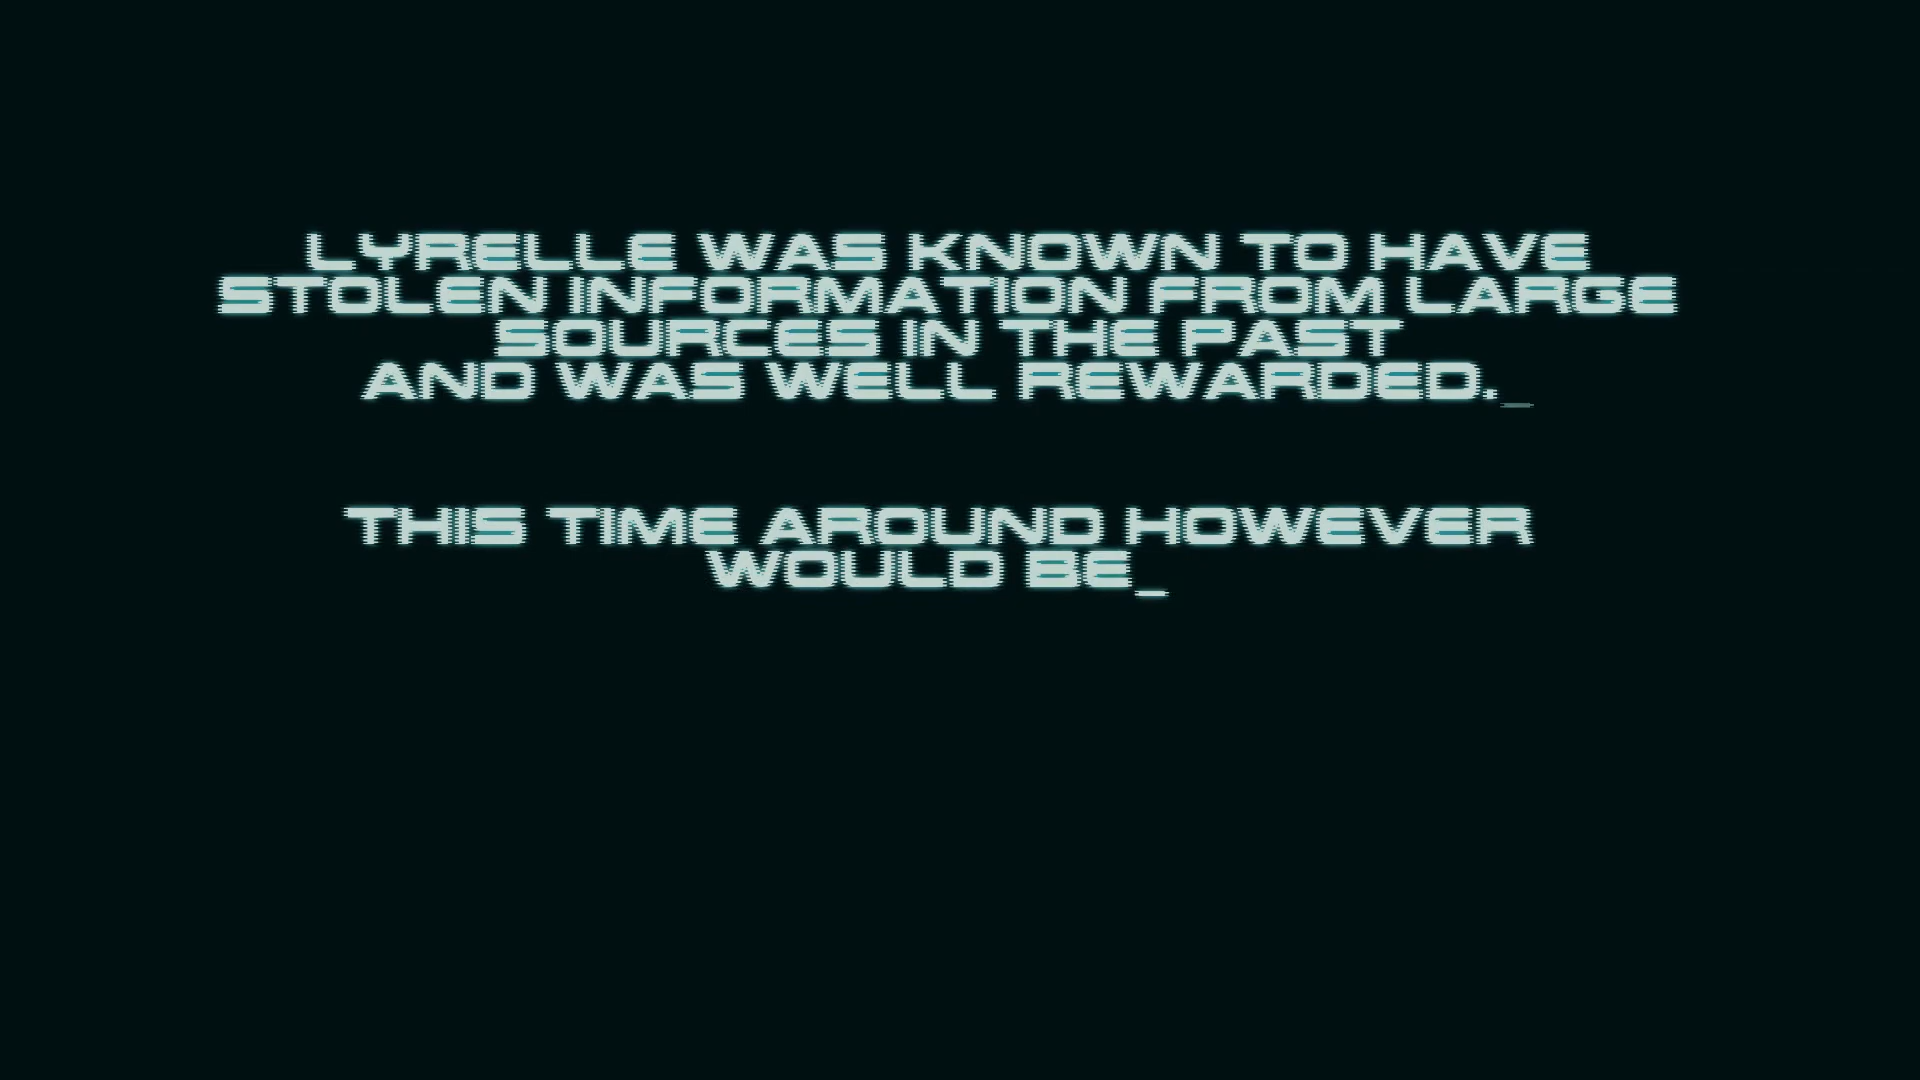 LYRELLE WAS KNOWN TO HAVE
STOLEN INFORMATION FROM LARGE
SOURCES IN THE PAST
AND WAS WELL REWARDED._
THIS TIME AROUND HOWEVER
WOULD BE_